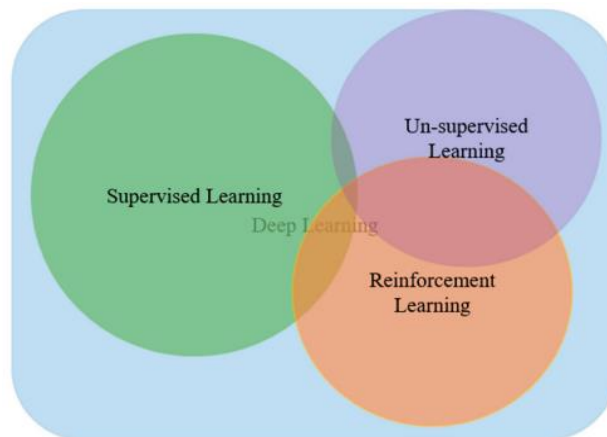 Un-supervised
Learning
Supervised Learning
Deep Learning
Reinforcement
Learning